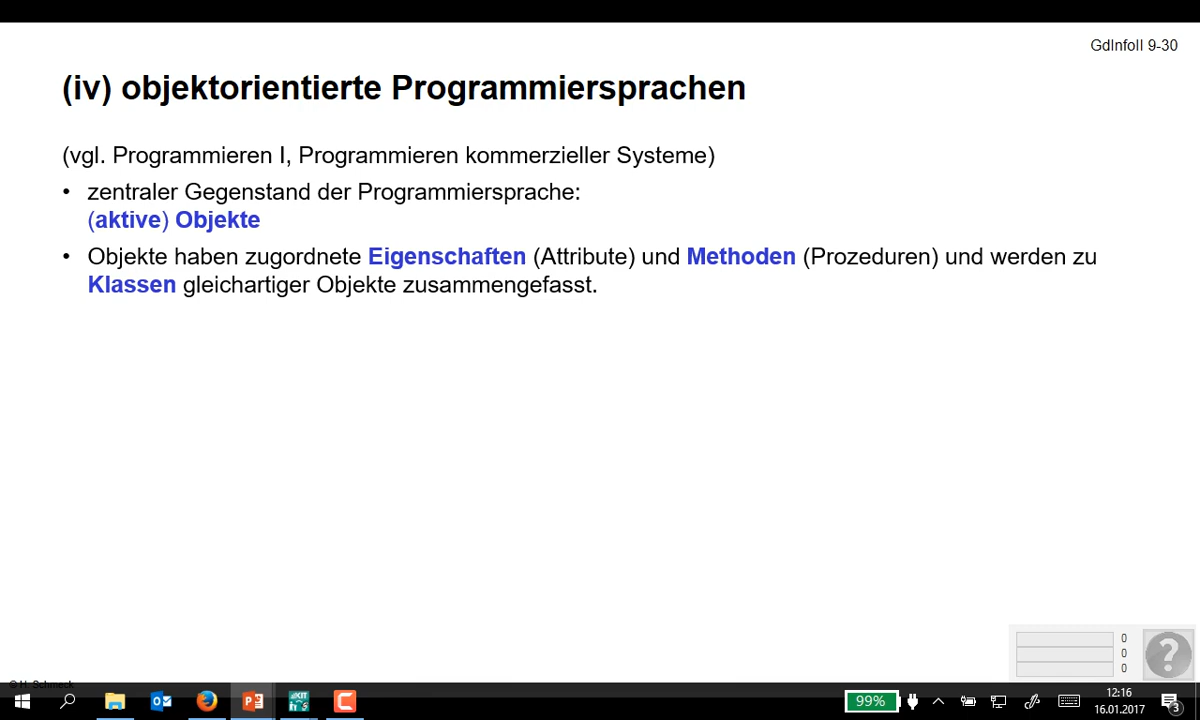 GdInfoII 9-30
(iv) objektorientierte Programmiersprachen
(vgl. Programmieren I, Programmieren kommerzieller Systeme)
• zentraler Gegenstand der Programmiersprache:
(aktive) Objekte
• Objekte haben zugordnete Eigenschaften (Attribute) und Methoden (Prozeduren) und werden zu
Klassen gleichartiger Objekte zusammengefasst.
0
0
0
?
© H. Schmeck
99%
12:16
16.01.2017
3